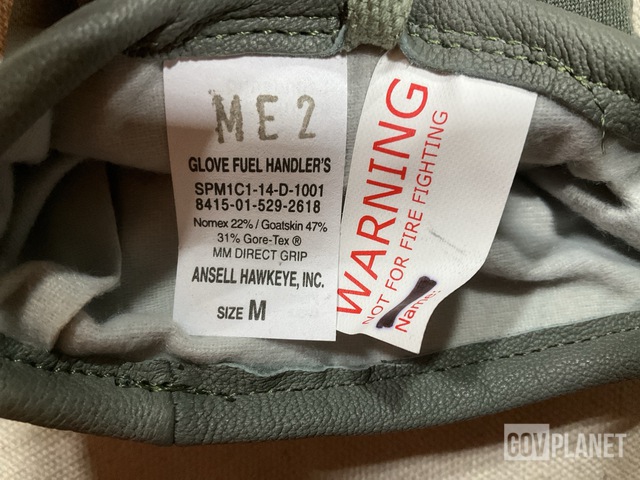 ME2
GLOVE FUEL HANDLER'S
SPM1C1-14-D-1001
8415-01-529-2618
Nomex 22% / Goatskin 47%
31% Gore-Tex ®
MM DIRECT GRIP
ANSELL HAWKEYE, INC.
SIZE M
WARNING
NOT FOR FIRE FIGHTING
Name:
GOVPLANET